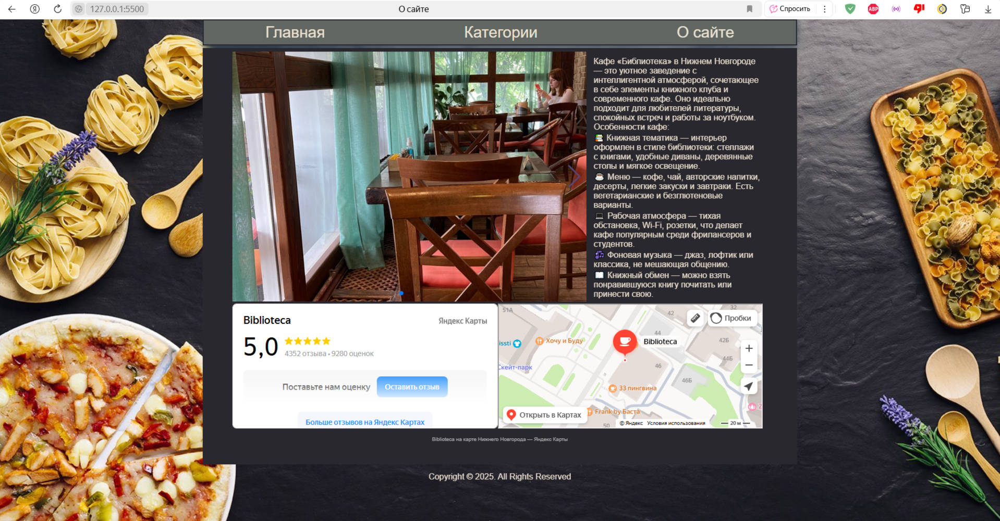 127.0.0.1:5500
О сайте
Спросить
ABP
Главная
Категории
О сайте
Кафе «Библиотека» в Нижнем Новгороде
— это уютное заведение с
интеллигентной атмосферой, сочетающее
в себе элементы книжного клуба и
современного кафе. Оно идеально
подходит для любителей литературы,
спокойных встреч и работы за ноутбуком.
Особенности кафе:
📚 Книжная тематика — интерьер
оформлен в стиле библиотеки: стеллажи
с книгами, удобные диваны, деревянные
столы и мягкое освещение.
☕ Меню — кофе, чай, авторские напитки,
десерты, легкие закуски и завтраки. Есть
вегетарианские и безглютеновые
варианты.
💻 Рабочая атмосфера — тихая
обстановка, Wi-Fi, розетки, что делает
кафе популярным среди фрилансеров и
студентов.
🎶 Фоновая музыка — джаз, лофтик или
классика, не мешающая общению.
📖 Книжный обмен — можно взять
понравившуюся книгу почитать или
принести свою.
Biblioteca
Яндекс Карты
5,0
4352 отзыва • 9280 оценок
Поставьте нам оценку
Оставить отзыв
Больше отзывов на Яндекс Картах
51А
42
32
Пробки
44
42Б
issti
Хочу и Буду
Biblioteca
44Б
Скейт-парк
46
46Б
33 пингвина
Z
Открыть в Картах
Frank by Баста
50
© Яндекс Условия использования
20 м
Biblioteca на карте Нижнего Новгорода — Яндекс Карты
Copyright © 2025. All Rights Reserved